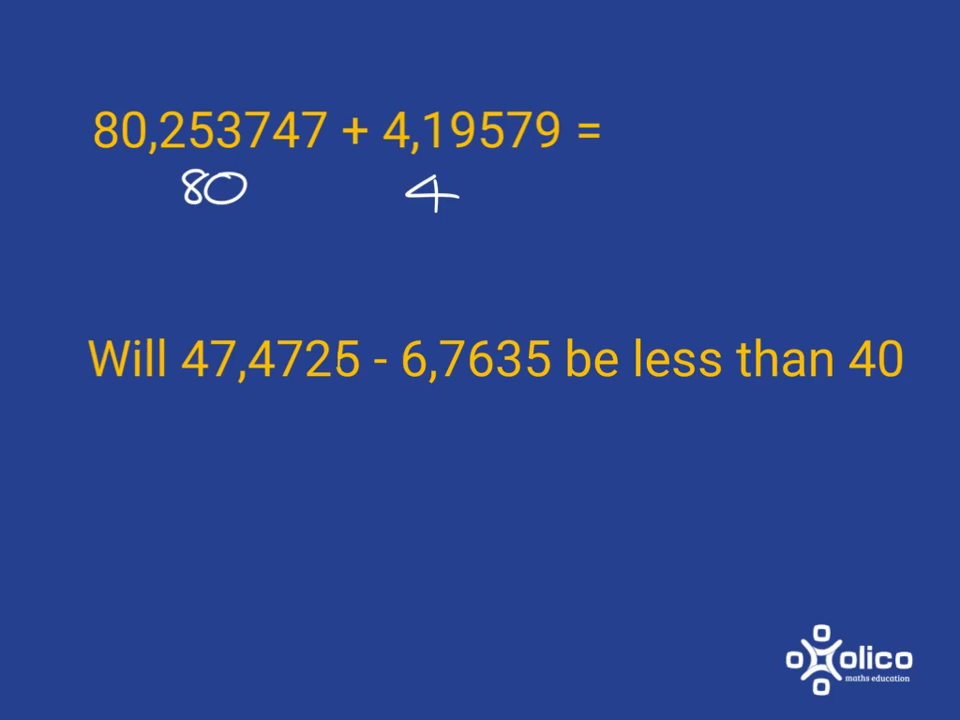 80,253747 + 4,19579 =
80 4
Will 47,4725 - 6,7635 be less than 40
olico
maths education